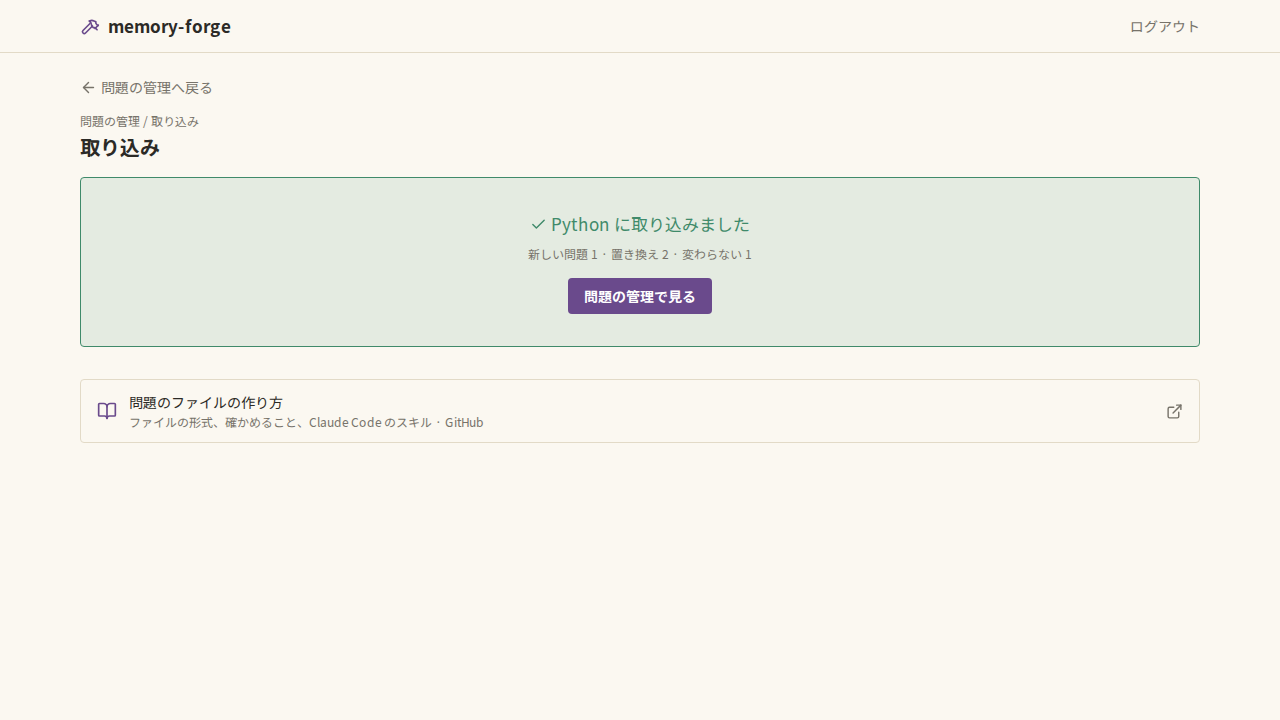 memory-forge
ログアウト
問題の管理へ戻る
問題の管理 / 取り込み
取り込み
Python に取り込みました
新しい問題 1 · 置き換え 2 · 変わらない 1
問題の管理で見る
問題のファイルの作り方
ファイルの形式、確かめること、Claude Code のスキル · GitHub